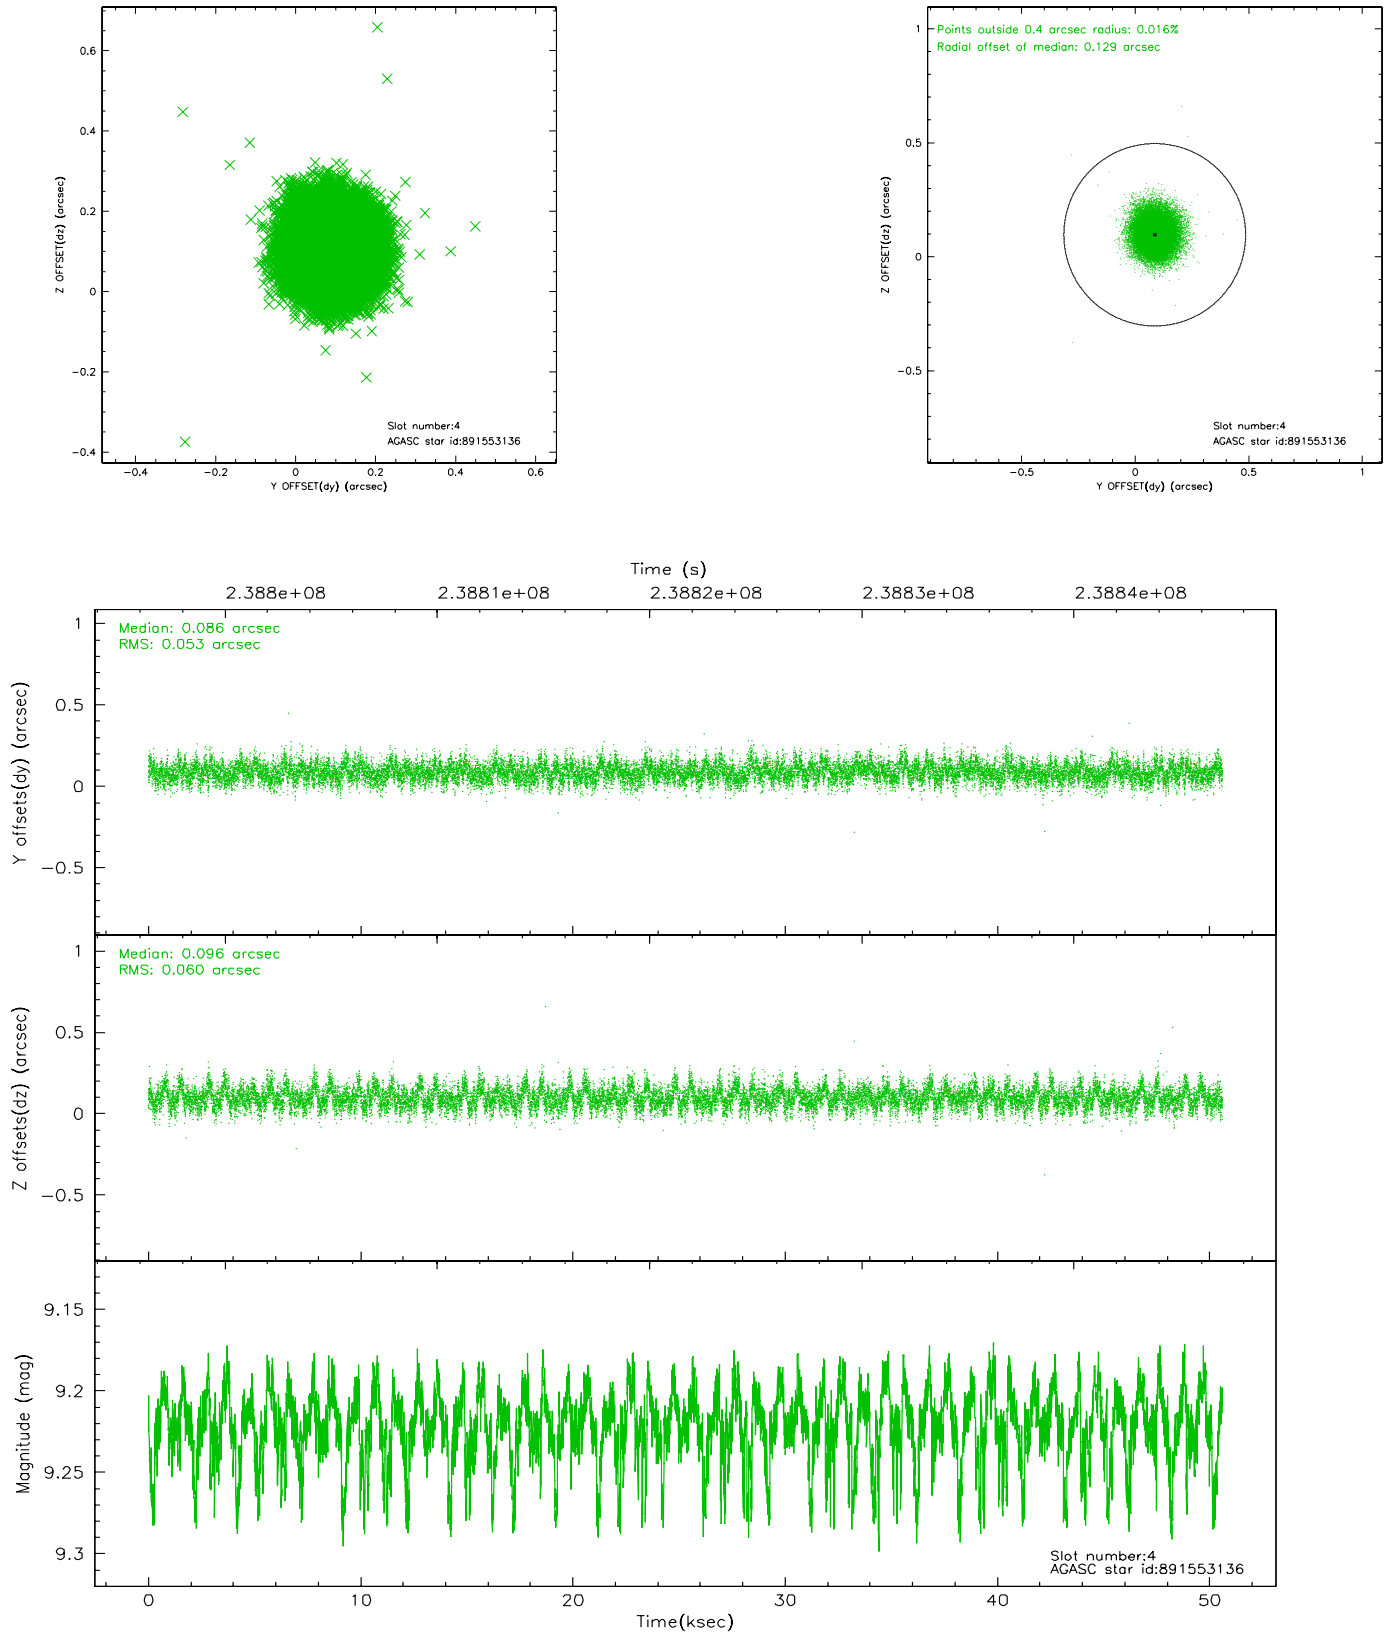 0.6
0.4
0.2
0
−0.2
−0.4
Z OFFSET(dz) (arcsec)
−0.4 −0.2 0 0.2 0.4 0.6
Y OFFSET(dy) (arcsec)
Slot number:4
AGASC star id:891553136
Points outside 0.4 arcsec radius: 0.016%
Radial offset of median: 0.129 arcsec
1
0.5
0
−0.5
Z OFFSET(dz) (arcsec)
−0.5 0 0.5 1
Y OFFSET(dy) (arcsec)
Slot number:4
AGASC star id:891553136
Time (s)
2.388e+08 2.3881e+08 2.3882e+08 2.3883e+08 2.3884e+08
Median: 0.086 arcsec
RMS: 0.053 arcsec
1
0.5
0
−0.5
Y offsets(dy) (arcsec)
Median: 0.096 arcsec
RMS: 0.060 arcsec
1
0.5
0
−0.5
Z offsets(dz) (arcsec)
9.15
9.2
9.25
9.3
Magnitude (mag)
Slot number:4
AGASC star id:891553136
0 10 20 30 40 50
Time(ksec)